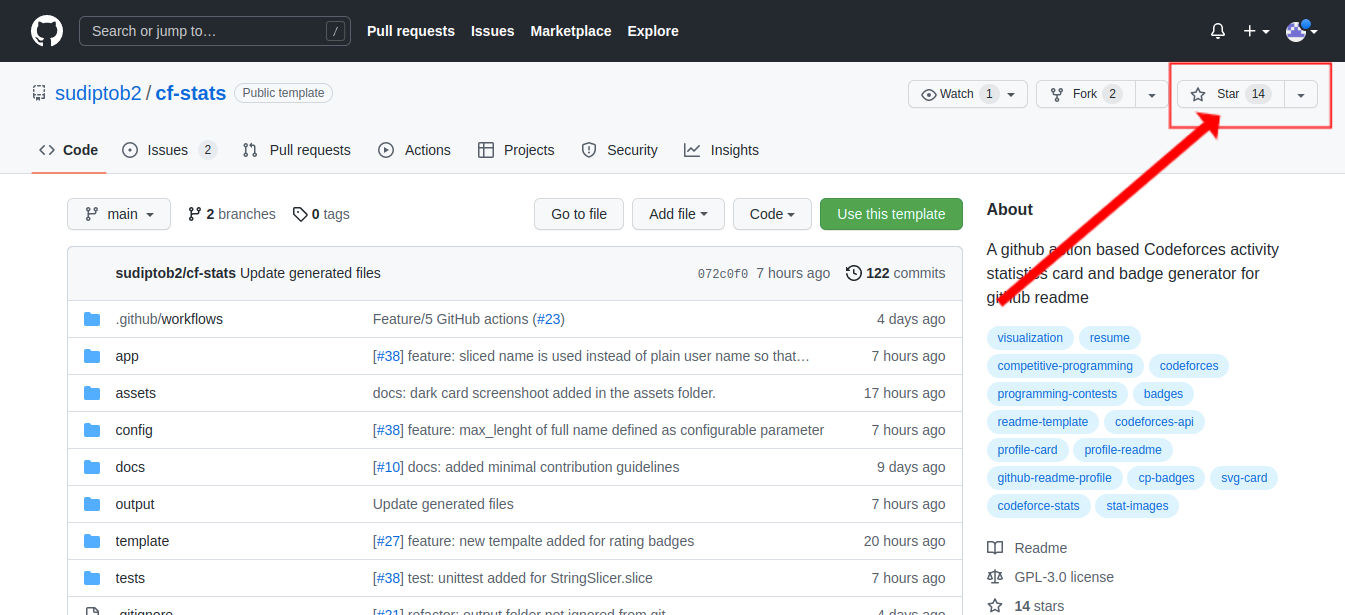 Search or jump to… / Pull requests Issues Marketplace Explore
sudiptob2 / cf-stats Public template Watch 1 Fork 2 Star 14
Code Issues 2 Pull requests Actions Projects Security Insights
main 2 branches 0 tags Go to file Add file Code Use this template
About
A github action based Codeforces activity
statistics card and badge generator for
github readme
sudiptob2/cf-stats Update generated files 072c0f0 7 hours ago 122 commits
.github/workflows Feature/5 GitHub actions (#23) 4 days ago
app [#38] feature: sliced name is used instead of plain user name so that… 7 hours ago
assets docs: dark card screenshoot added in the assets folder. 17 hours ago
config [#38] feature: max_lenght of full name defined as configurable parameter 7 hours ago
docs [#10] docs: added minimal contribution guidelines 9 days ago
output Update generated files 7 hours ago
template [#27] feature: new tempalte added for rating badges 20 hours ago
tests [#38] test: unittest added for StringSlicer.slice 7 hours ago
.gitignore [#21] refactor: output folder not ignored from git 4 days ago
visualization resume
competitive-programming codeforces
programming-contests badges
readme-template codeforces-api
profile-card profile-readme
github-readme-profile cp-badges svg-card
codeforce-stats stat-images
Readme
GPL-3.0 license
14 stars